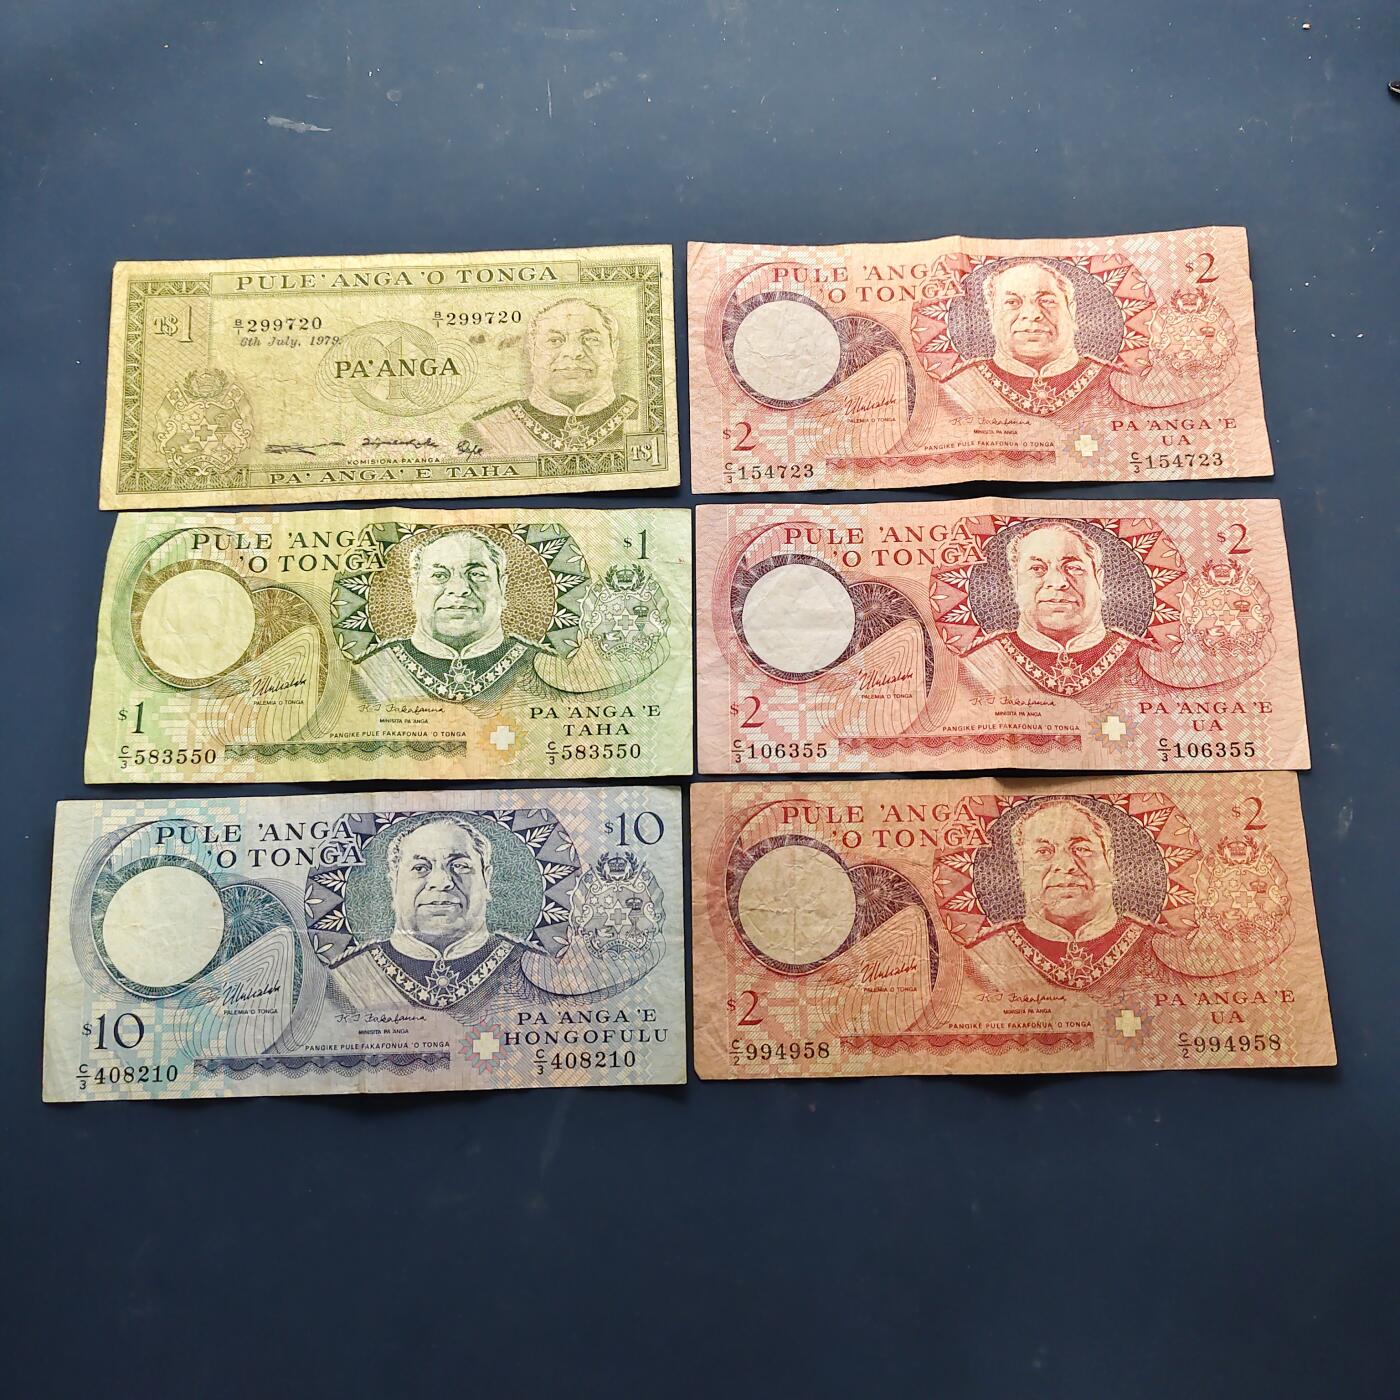 PULE'ANGA 'O TONGA
T$1
B/1 299720
B/1 299720
6th July, 1979.
PA'ANGA
KOMISIONA PA'ANGA
T$1
PA'ANGA 'E TAHA
PULE 'ANGA
'O TONGA
$2
PALEMIA 'O TONGA
MINISITA PA'ANGA
PANGIKE PULE FAKAFONUA 'O TONGA
$2
PA 'ANGA 'E
UA
C/3 154723
C/3 154723
PULE 'ANGA
'O TONGA
$1
PALEMIA 'O TONGA
MINISITA PA'ANGA
PANGIKE PULE FAKAFONUA 'O TONGA
$1
PA 'ANGA 'E
TAHA
C/3 583550
C/3 583550
PULE 'ANGA
'O TONGA
$2
PALEMIA 'O TONGA
MINISITA PA'ANGA
PANGIKE PULE FAKAFONUA 'O TONGA
$2
PA 'ANGA 'E
UA
C/3 106355
C/3 106355
PULE 'ANGA
'O TONGA
$10
PALEMIA 'O TONGA
MINISITA PA'ANGA
PANGIKE PULE FAKAFONUA 'O TONGA
$10
PA 'ANGA 'E
HONGOFULU
C/3 408210
C/3 408210
PULE 'ANGA
'O TONGA
$2
PALEMIA 'O TONGA
MINISITA PA'ANGA
PANGIKE PULE FAKAFONUA 'O TONGA
$2
PA 'ANGA 'E
UA
C/2 994958
C/2 994958